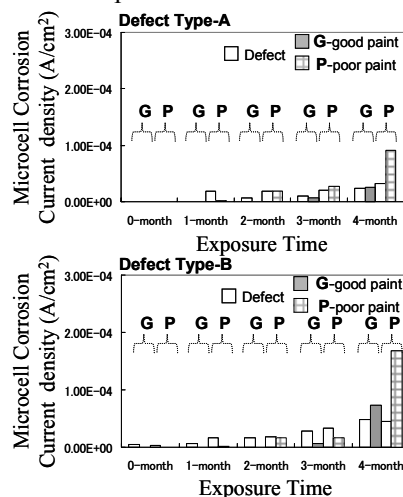 Defect Type-A
Microcell Corrosion
Current density (A/cm²)
3.00E-04
2.00E-04
1.00E-04
0.00E+00
Defect
G-good paint
P-poor paint
G P G P G P G P G P
0-month 1-month 2-month 3-month 4-month
Exposure Time
Defect Type-B
Microcell Corrosion
Current density (A/cm²)
3.00E-04
2.00E-04
1.00E-04
0.00E+00
Defect
G-good paint
P-poor paint
G P G P G P G P G P
0-month 1-month 2-month 3-month 4-month
Exposure Time